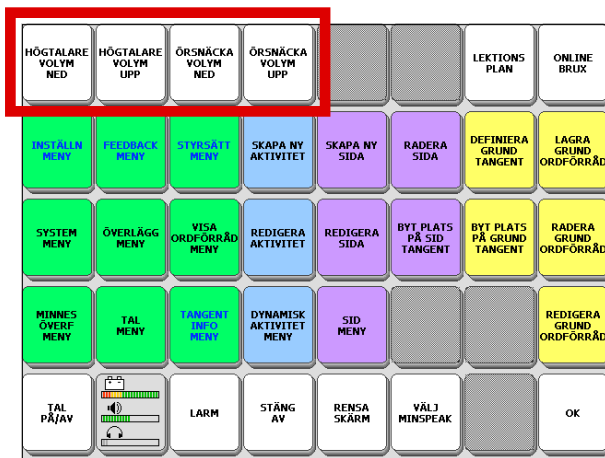 HÖGTALARE
VOLYM
NED
HÖGTALARE
VOLYM
UPP
ÖRSNÄCKA
VOLYM
NED
ÖRSNÄCKA
VOLYM
UPP
LEKTIONS
PLAN
ONLINE
BRUX
INSTÄLLN
MENY
FEEDBACK
MENY
STYRSÄTT
MENY
SKAPA NY
AKTIVITET
SKAPA NY
SIDA
RADERA
SIDA
DEFINIERA
GRUND
TANGENT
LAGRA
GRUND
ORDFÖRRÅD
SYSTEM
MENY
ÖVERLÄGG
MENY
VISA
ORDFÖRRÅD
MENY
REDIGERA
AKTIVITET
REDIGERA
SIDA
BYT PLATS
PÅ SID
TANGENT
BYT PLATS
PÅ GRUND
TANGENT
RADERA
GRUND
ORDFÖRRÅD
MINNES
ÖVERF
MENY
TAL
MENY
TANGENT
INFO
MENY
DYNAMISK
AKTIVITET
MENY
SID
MENY
REDIGERA
GRUND
ORDFÖRRÅD
TAL
PÅ/AV
LARM
STÄNG
AV
RENSA
SKÄRM
VÄLJ
MINSPEAK
OK